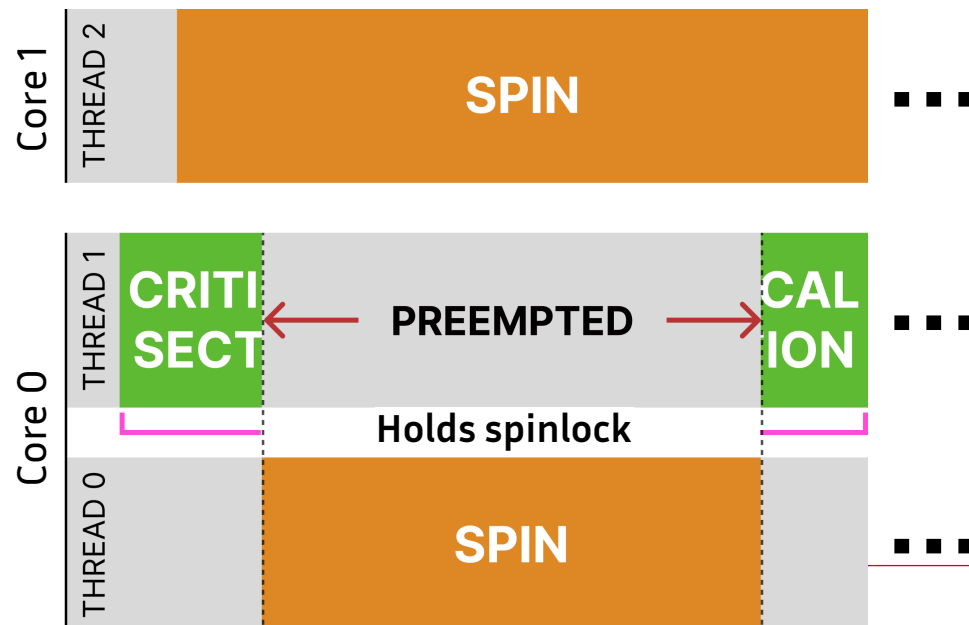 Core 1
THREAD 2
SPIN
Core 0
THREAD 1
CRITI
SECT
PREEMPTED
CAL
ION
Holds spinlock
THREAD 0
SPIN